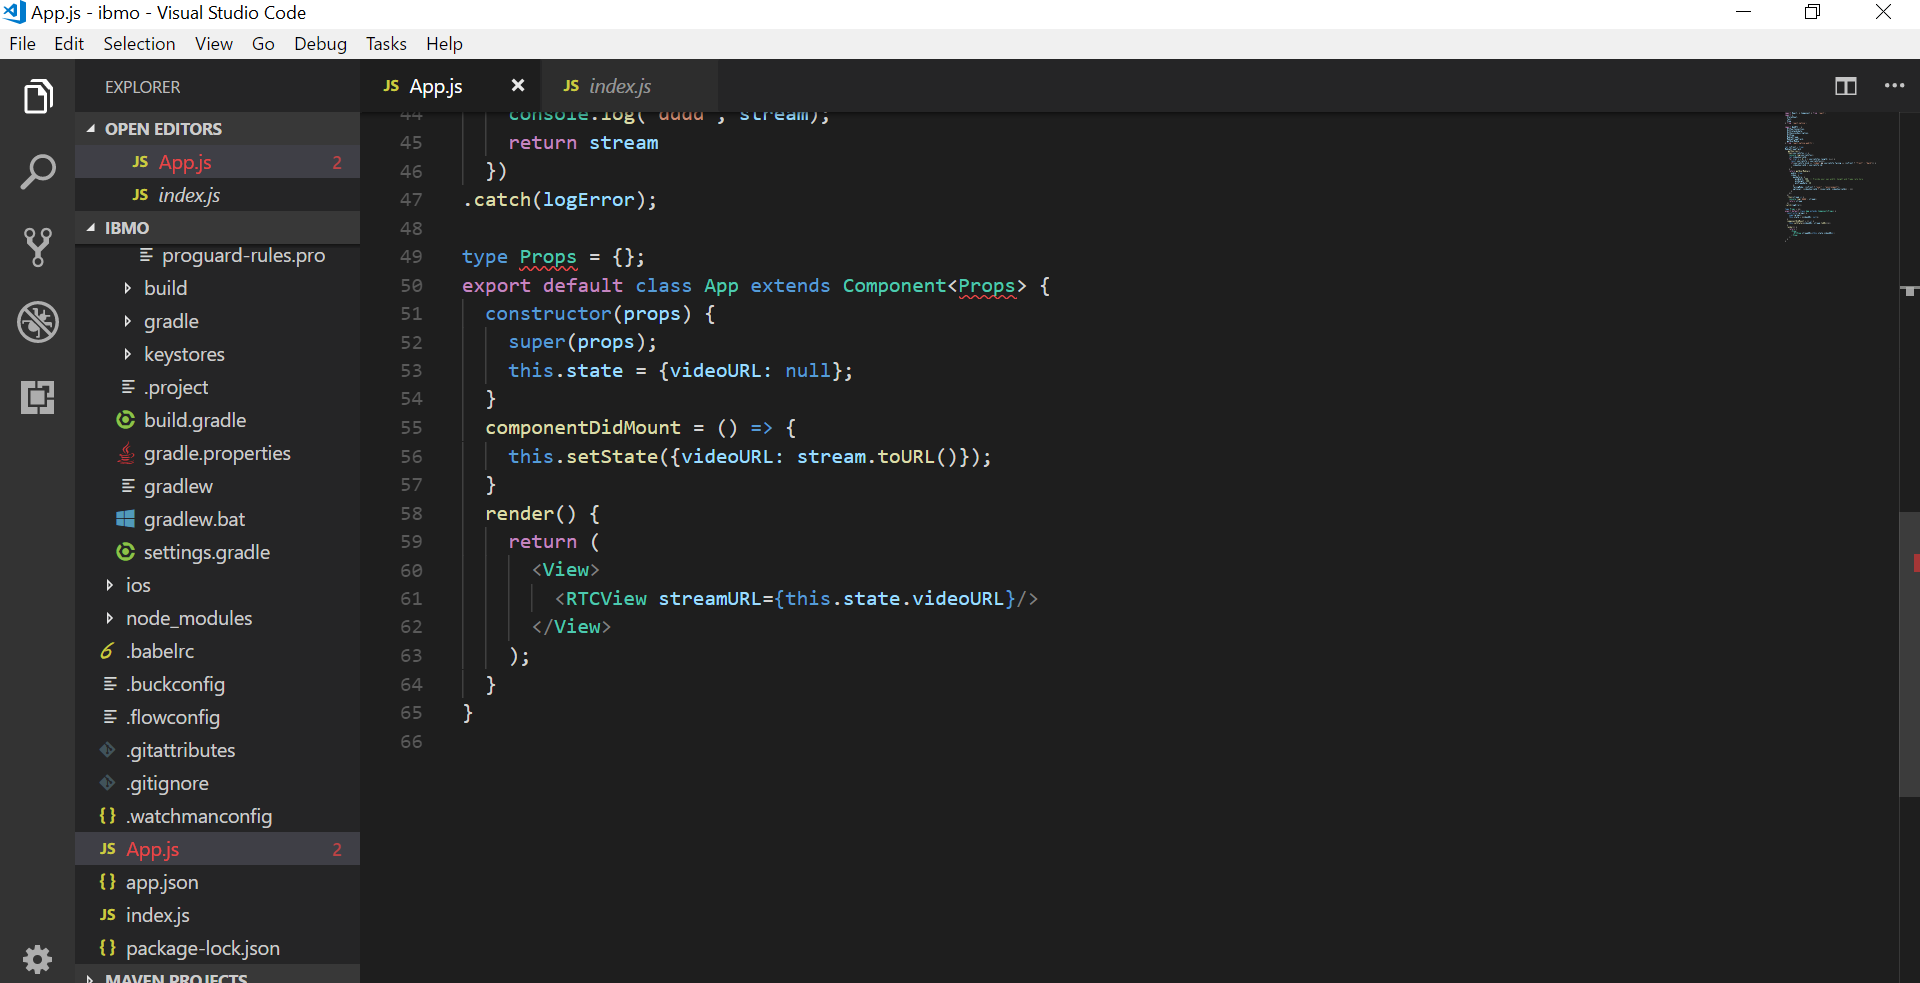 App.js - ibmo - Visual Studio Code
File Edit Selection View Go Debug Tasks Help
EXPLORER
OPEN EDITORS
JS App.js 2
JS index.js
IBMO
proguard-rules.pro
build
gradle
keystores
.project
build.gradle
gradle.properties
gradlew
gradlew.bat
settings.gradle
ios
node_modules
.babelrc
.buckconfig
.flowconfig
.gitattributes
.gitignore
{} .watchmanconfig
JS App.js 2
{} app.json
JS index.js
{} package-lock.json
MAVEN PROJECTS
JS App.js
JS index.js
44 console.log("dddd", stream);
45 return stream
46 })
47 .catch(logError);
48
49 type Props = {};
50 export default class App extends Component<Props> {
51 constructor(props) {
52 super(props);
53 this.state = {videoURL: null};
54 }
55 componentDidMount = () => {
56 this.setState({videoURL: stream.toURL()});
57 }
58 render() {
59 return (
60 <View>
61 <RTCView streamURL={this.state.videoURL}/>
62 </View>
63 );
64 }
65 }
66